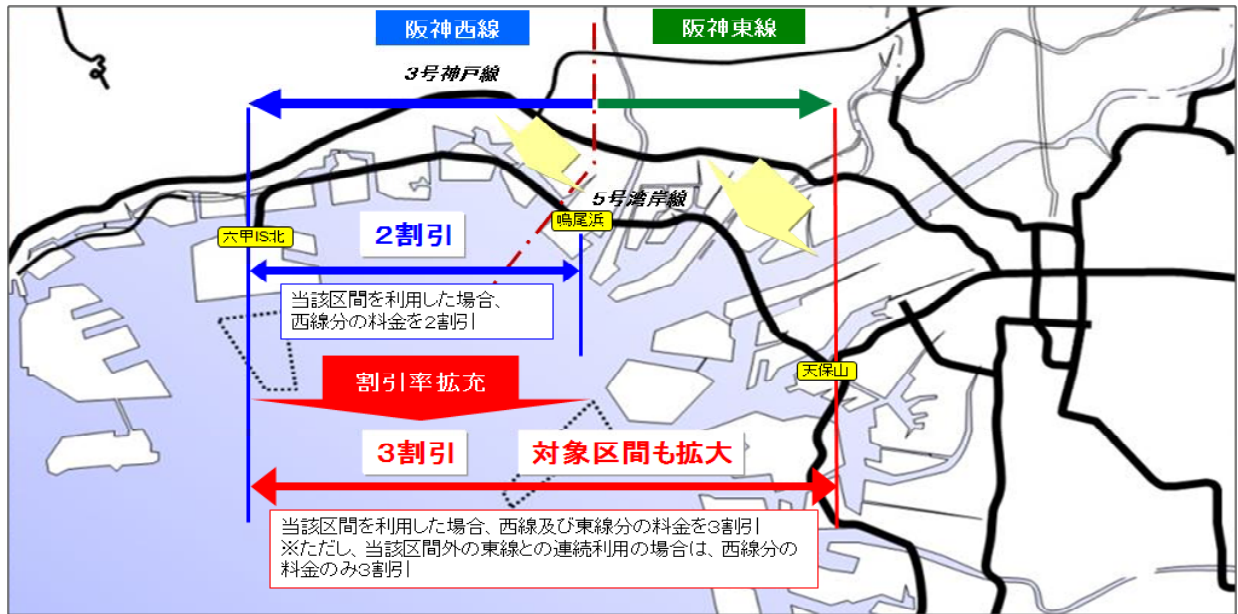 阪神西線
阪神東線
3号神戸線
5号湾岸線
鳴尾浜
六甲IS北
2割引
当該区間を利用した場合、
西線分の料金を2割引
天保山
割引率拡充
3割引
対象区間も拡大
当該区間を利用した場合、西線及び東線分の料金を3割引
※ただし、当該区間外の東線との連続利用の場合は、西線分の
料金のみ3割引